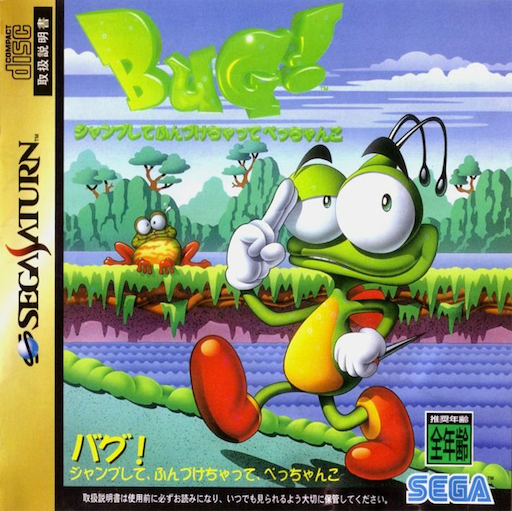 COMPACT
disc
取扱説明書
SEGA SATURN™
BUG!™
ジャンプしてふんづけちゃってぺっちゃんこ
バグ!
ジャンプして、ふんづけちゃって、ぺっちゃんこ
推奨年齢
全年齢
SEGA™
取扱説明書は使用前に必ずお読みになり、いつでも見られるよう大切に保管してください。